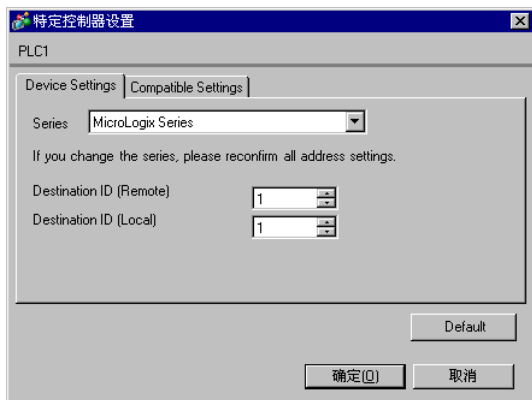 特定控制器设置
PLC1
Device Settings Compatible Settings
Series MicroLogix Series
If you change the series, please reconfirm all address settings.
Destination ID (Remote) 1
Destination ID (Local) 1
Default
确定(O) 取消